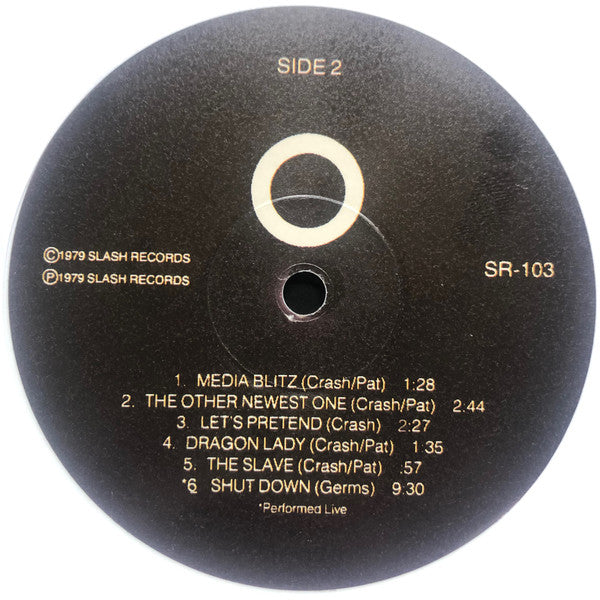 SIDE 2
Ⓒ1979 SLASH RECORDS
Ⓟ1979 SLASH RECORDS
SR-103
1. MEDIA BLITZ (Crash/Pat) 1:28
2. THE OTHER NEWEST ONE (Crash/Pat) 2.44
3. LET'S PRETEND (Crash) 2:27
4. DRAGON LADY (Crash/Pat) 1:35
5. THE SLAVE (Crash/Pat) :57
*6 SHUT DOWN (Germs) 9:30
*Performed Live